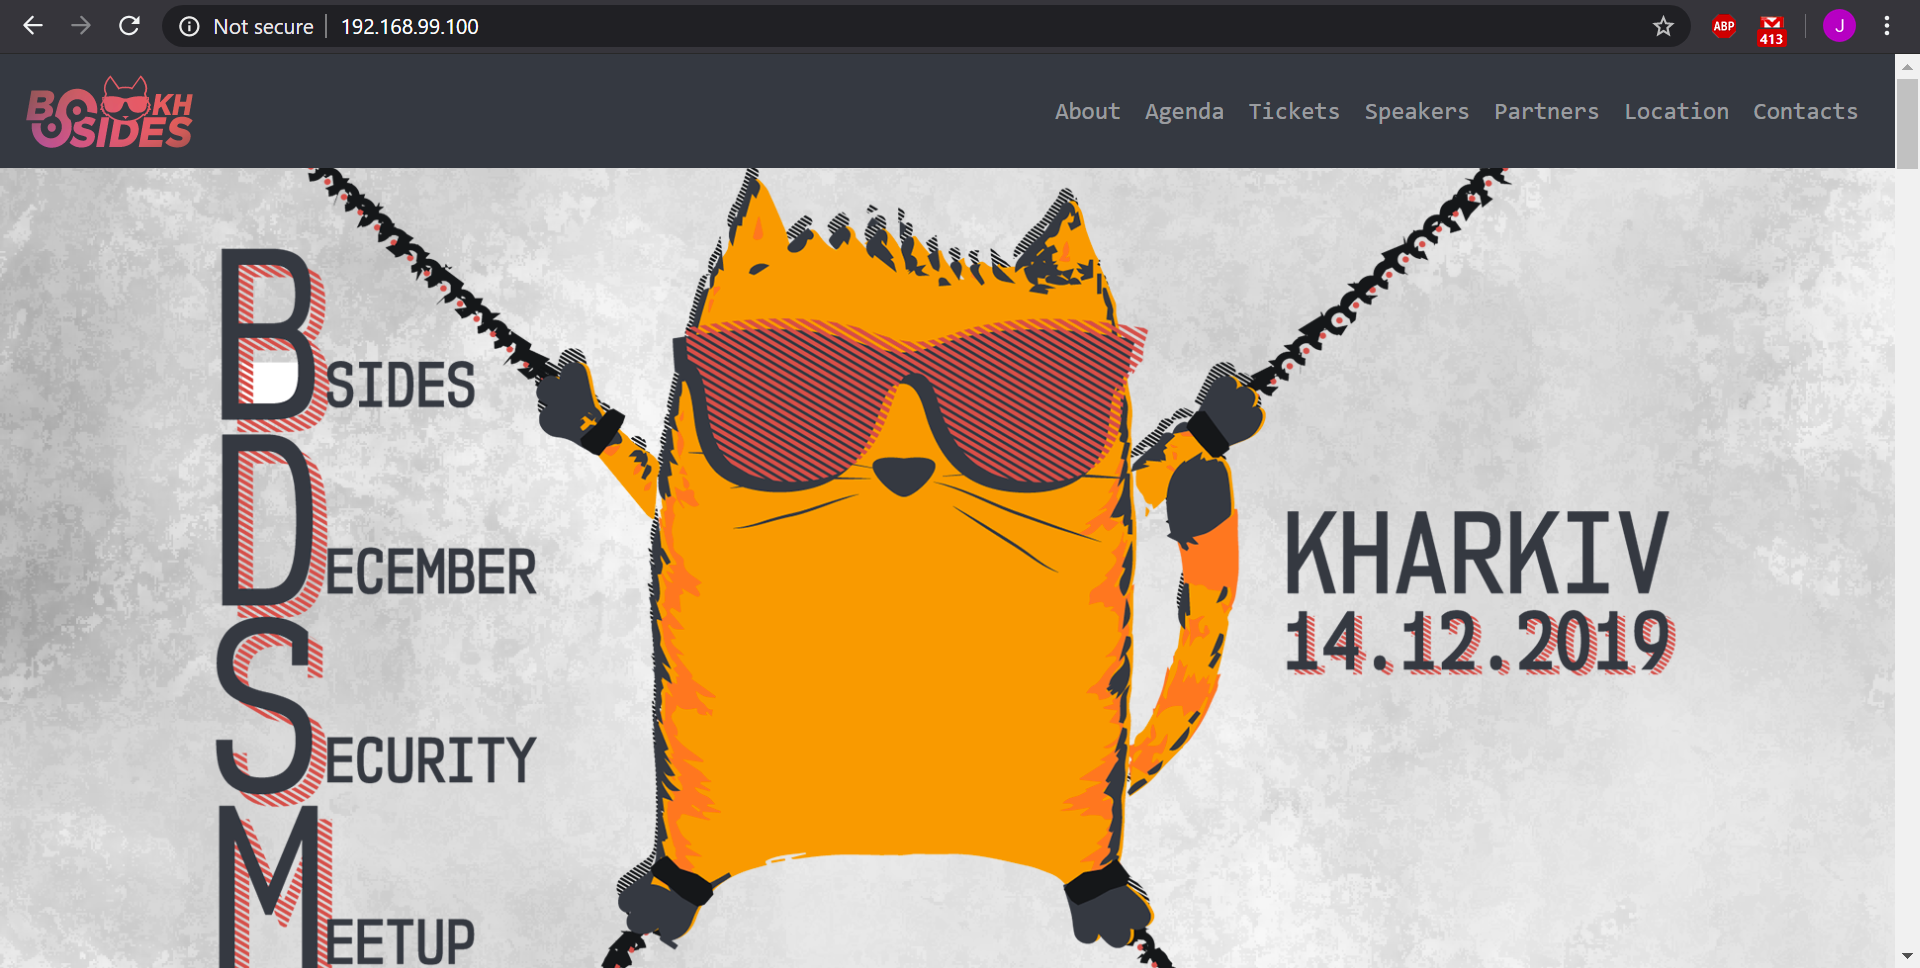 Not secure
192.168.99.100
ABP
413
J
BSIDES KH
About Agenda Tickets Speakers Partners Location Contacts
BSIDES
DECEMBER
SECURITY
MEETUP
KHARKIV
14.12.2019